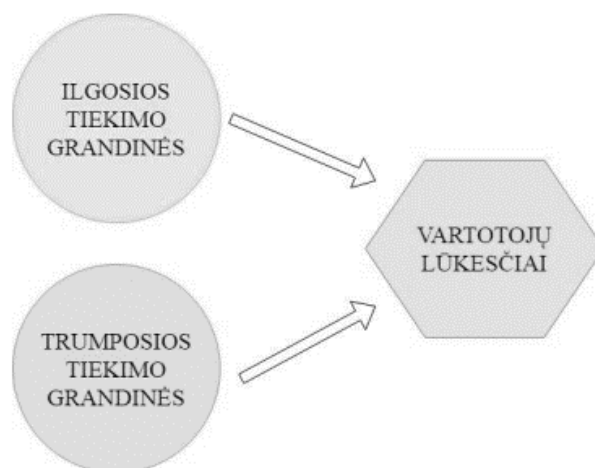 ILGOSIOS
TIEKIMO
GRANDINĖS
VARTOTOJŲ
LŪKESČIAI
TRUMPOSIOS
TIEKIMO
GRANDINĖS